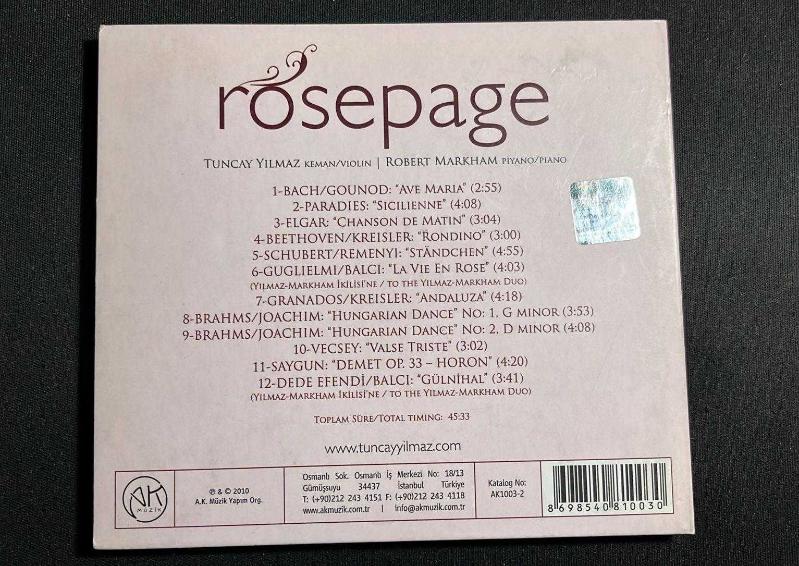 rosepage
TUNCAY YILMAZ KEMAN/VIOLIN | ROBERT MARKHAM PİYANO/PIANO
1-BACH/GOUNOD: "AVE MARIA" (2:55)
2-PARADIES: "SICILIENNE" (4:08)
3-ELGAR: "CHANSON DE MATIN" (3:04)
4-BEETHOVEN/KREISLER: "RONDINO" (3:00)
5-SCHUBERT/REMENYI: "STÄNDCHEN" (4:55)
6-GUGLIELMI/BALCI: "LA VIE EN ROSE" (4:03)
(YILMAZ-MARKHAM İKİLİSİ'NE / TO THE YILMAZ-MARKHAM DUO)
7-GRANADOS/KREISLER: "ANDALUZA" (4:18)
8-BRAHMS/JOACHIM: "HUNGARIAN DANCE" NO: 1, G MINOR (3:53)
9-BRAHMS/JOACHIM: "HUNGARIAN DANCE" NO: 2, D MINOR (4:08)
10-VECSEY: "VALSE TRISTE" (3:02)
11-SAYGUN: "DEMET OP. 33 – HORON" (4:20)
12-DEDE EFENDİ/BALCI: "GÜLNİHAL" (3:41)
(YILMAZ-MARKHAM İKİLİSİ'NE / TO THE YILMAZ-MARKHAM DUO)
TOPLAM SÜRE/TOTAL TIMING: 45:33
www.tuncayyilmaz.com
AK
MÜZİK
℗ & © 2010
A.K. Müzik Yapım Org.
Osmanlı Sok. Osmanlı İş Merkezi No: 18/13
Gümüşsuyu 34437 İstanbul Türkiye
T: (+90)212 243 4151 F: (+90)212 243 4118
www.akmuzik.com.tr | info@akmuzik.com.tr
Katalog No:
AK1003-2
8 698540 810030